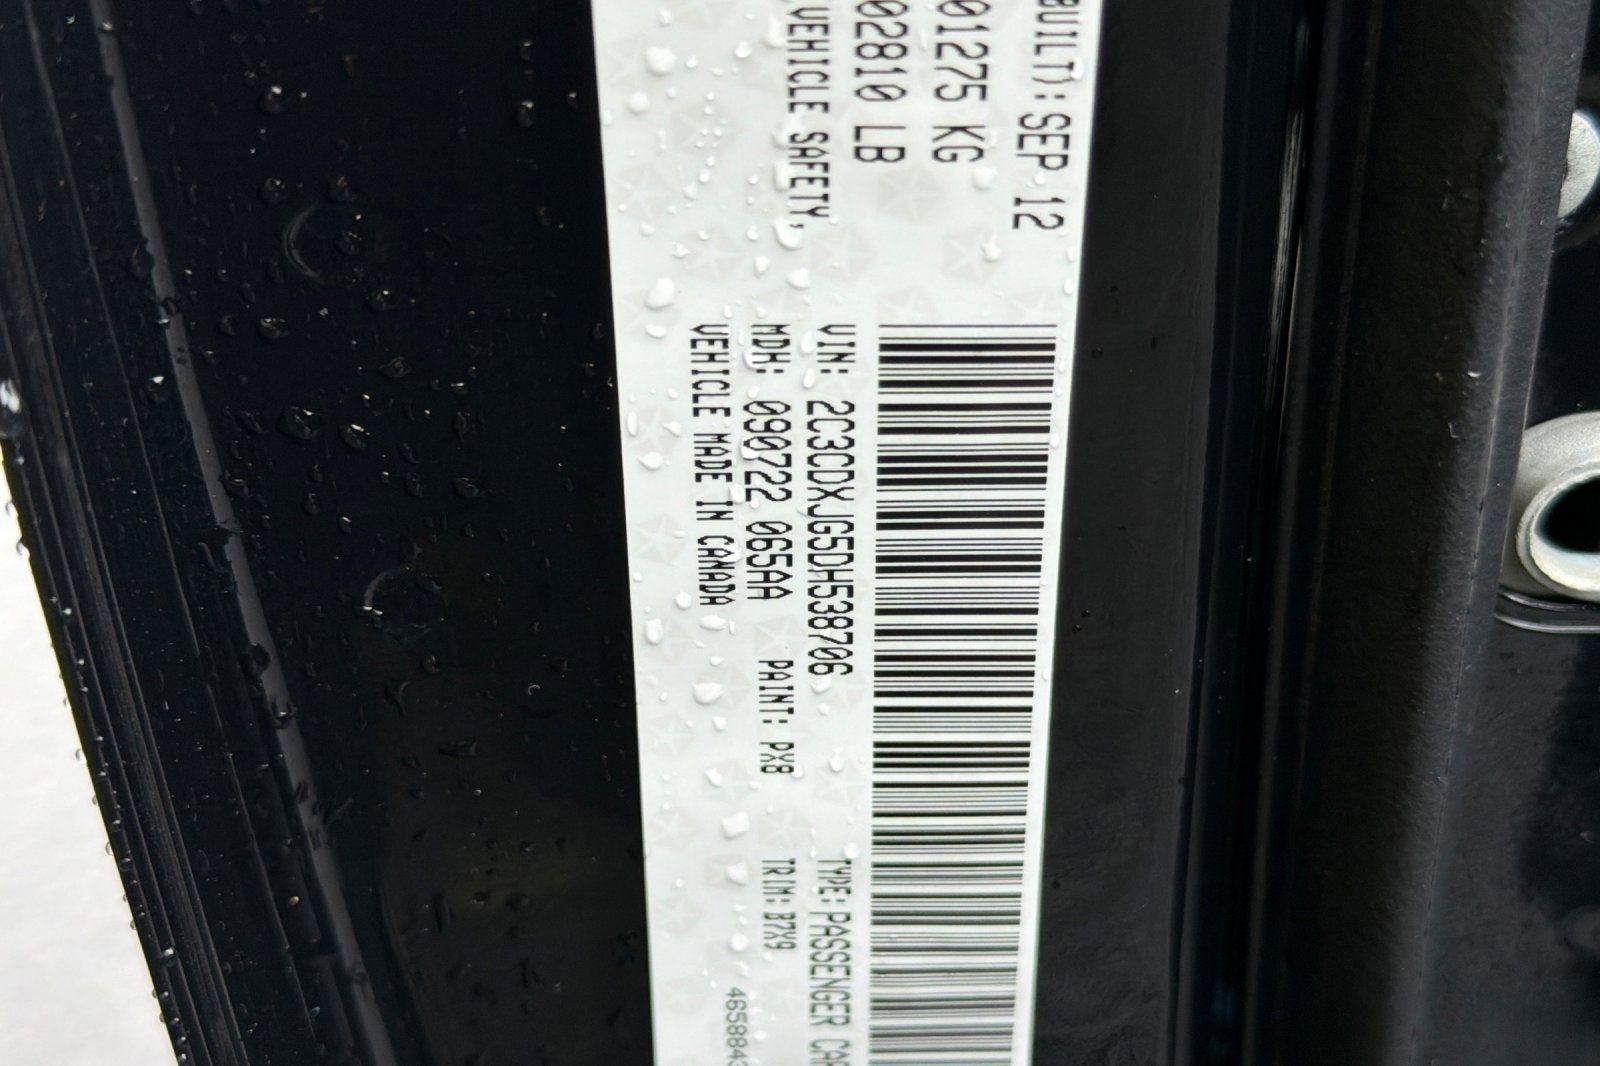 BUILT): SEP 12
01275 KG
02810 LB
VEHICLE SAFETY,
VIN: 2C3CDXJG5DH538706
TYPE: PASSENGER CAR
MDH: 090722 065AA
PAINT: PX8
TRIM: B7X9
VEHICLE MADE IN CANADA
4658843